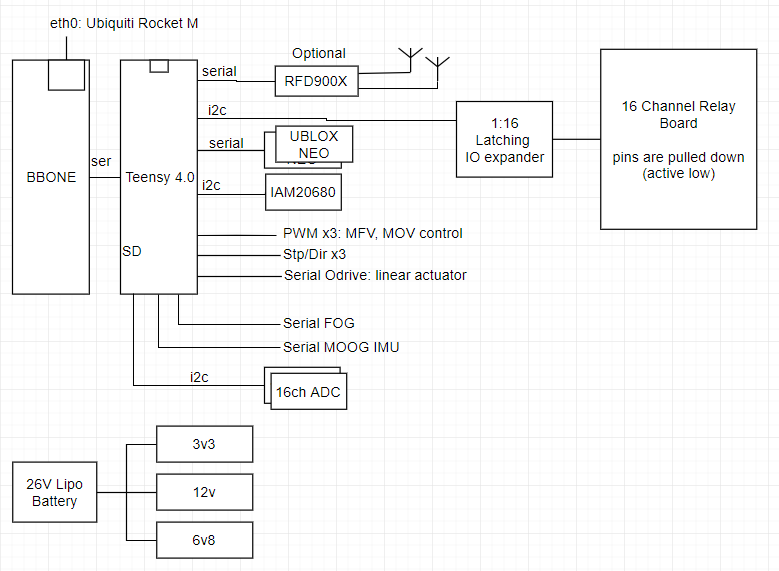 eth0: Ubiquiti Rocket M
Optional
serial
RFD900X
i2c
1:16
Latching
IO expander
16 Channel Relay
Board
pins are pulled down
(active low)
serial
UBLOX
NEO
BBONE
ser
Teensy 4.0
i2c
IAM20680
SD
PWM x3: MFV, MOV control
Stp/Dir x3
Serial Odrive: linear actuator
Serial FOG
Serial MOOG IMU
i2c
16ch ADC
26V Lipo
Battery
3v3
12v
6v8